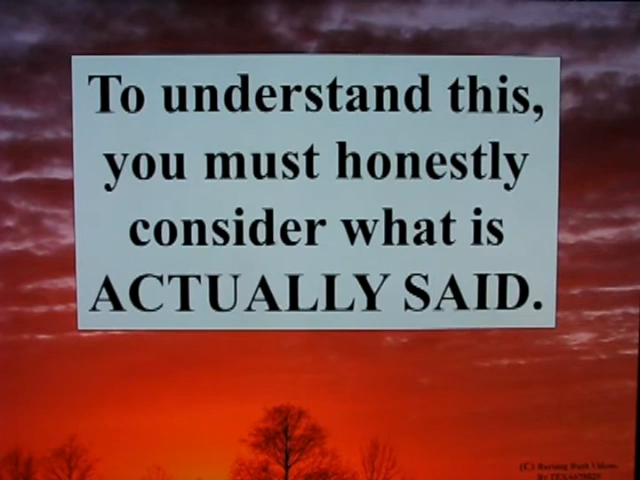 To understand this,
you must honestly
consider what is
ACTUALLY SAID.